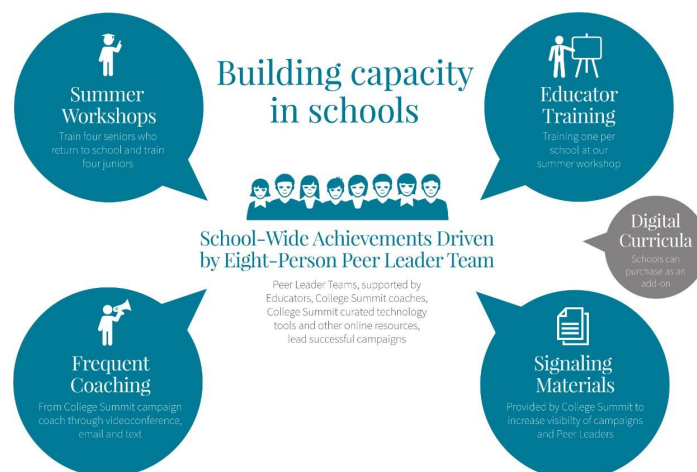 Building capacity
in schools
Summer
Workshops
Train four seniors who
return to school and train
four juniors
Educator
Training
Training one per
school at our
summer workshop
School-Wide Achievements Driven
by Eight-Person Peer Leader Team
Peer Leader Teams, supported by
Educators, College Summit coaches,
College Summit curated technology
tools and other online resources,
lead successful campaigns
Digital
Curricula
Schools can
purchase as an
add-on
Frequent
Coaching
From College Summit campaign
coach through videoconference,
email and text
Signaling
Materials
Provided by College Summit to
increase visibilty of campaigns
and Peer Leaders